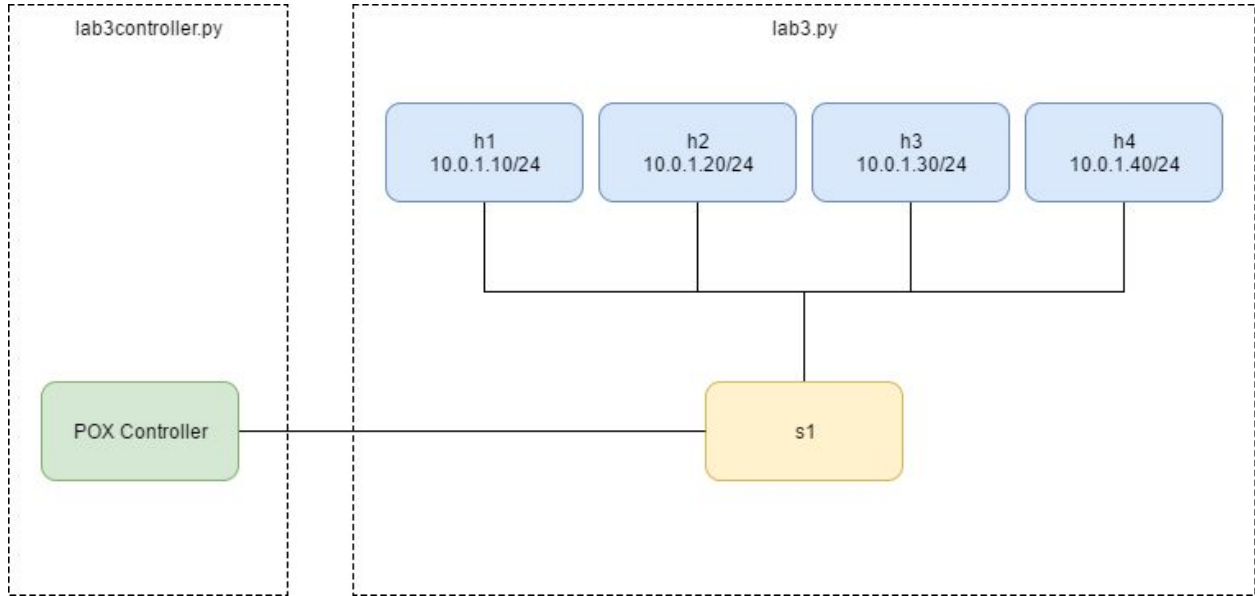 lab3controller.py
lab3.py
h1
10.0.1.10/24
h2
10.0.1.20/24
h3
10.0.1.30/24
h4
10.0.1.40/24
POX Controller
s1